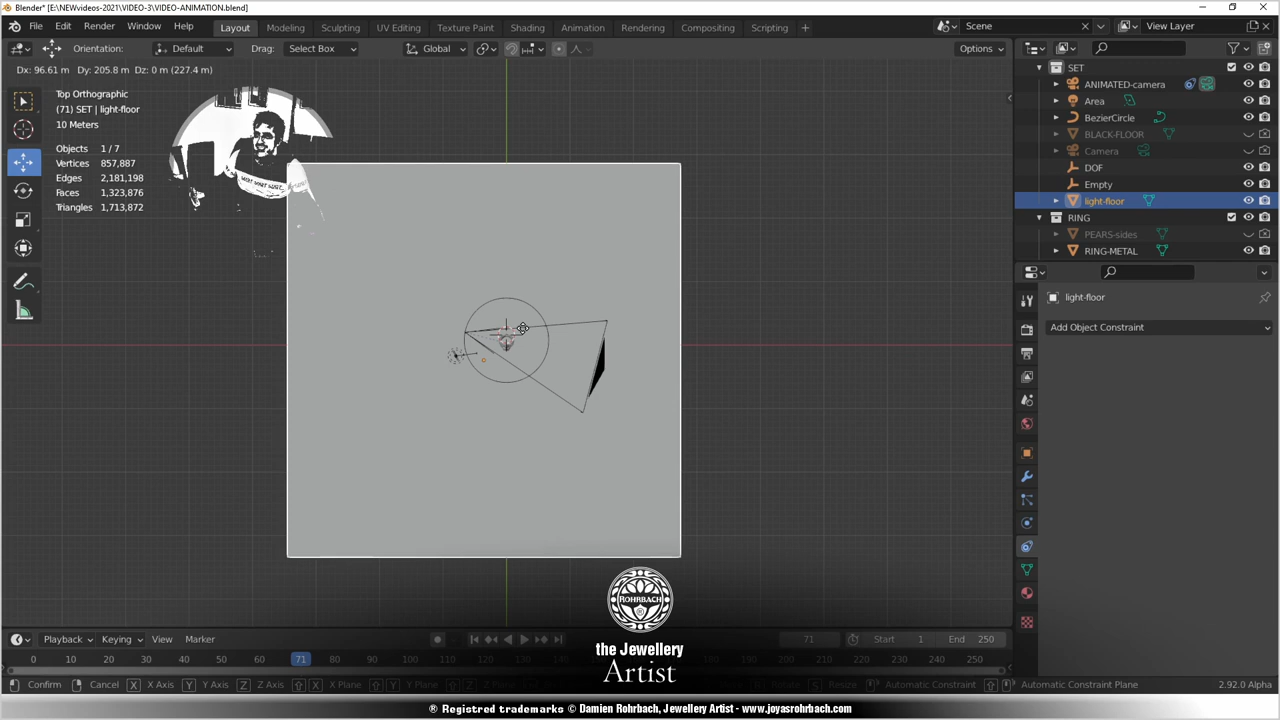 Blender* [E:\NEWvideos-2021\VIDEO-3\VIDEO-ANIMATION.blend]
File Edit Render Window Help Layout Modeling Sculpting UV Editing Texture Paint Shading Animation Rendering Compositing Scripting + Scene View Layer
Orientation: Default Drag: Select Box Global Options
Dx: 96.61 m Dy: 205.8 m Dz: 0 m (227.4 m)
Top Orthographic
(71) SET | light-floor
10 Meters
Objects 1 / 7
Vertices 857,887
Edges 2,181,198
Faces 1,323,876
Triangles 1,713,872
SET
ANIMATED-camera
Area
BezierCircle
BLACK-FLOOR
Camera
DOF
Empty
light-floor
RING
PEARS-sides
RING-METAL
light-floor
Add Object Constraint
ROHRBACH
the Jewellery
Artist
Playback Keying View Marker 71 Start 1 End 250
0 10 20 30 40 50 60 71 80 90 100 110 120 130 140 150 160 170 180 190 200 210 220 230 240 250
Confirm Cancel X X Axis Y Y Axis Z Z Axis X X Plane Y Y Plane Z Z Plane R Rotate S Resize Automatic Constraint Automatic Constraint Plane 2.92.0 Alpha
® Registered trademarks © Damien Rohrbach, Jewellery Artist - www.joyasrohrbach.com